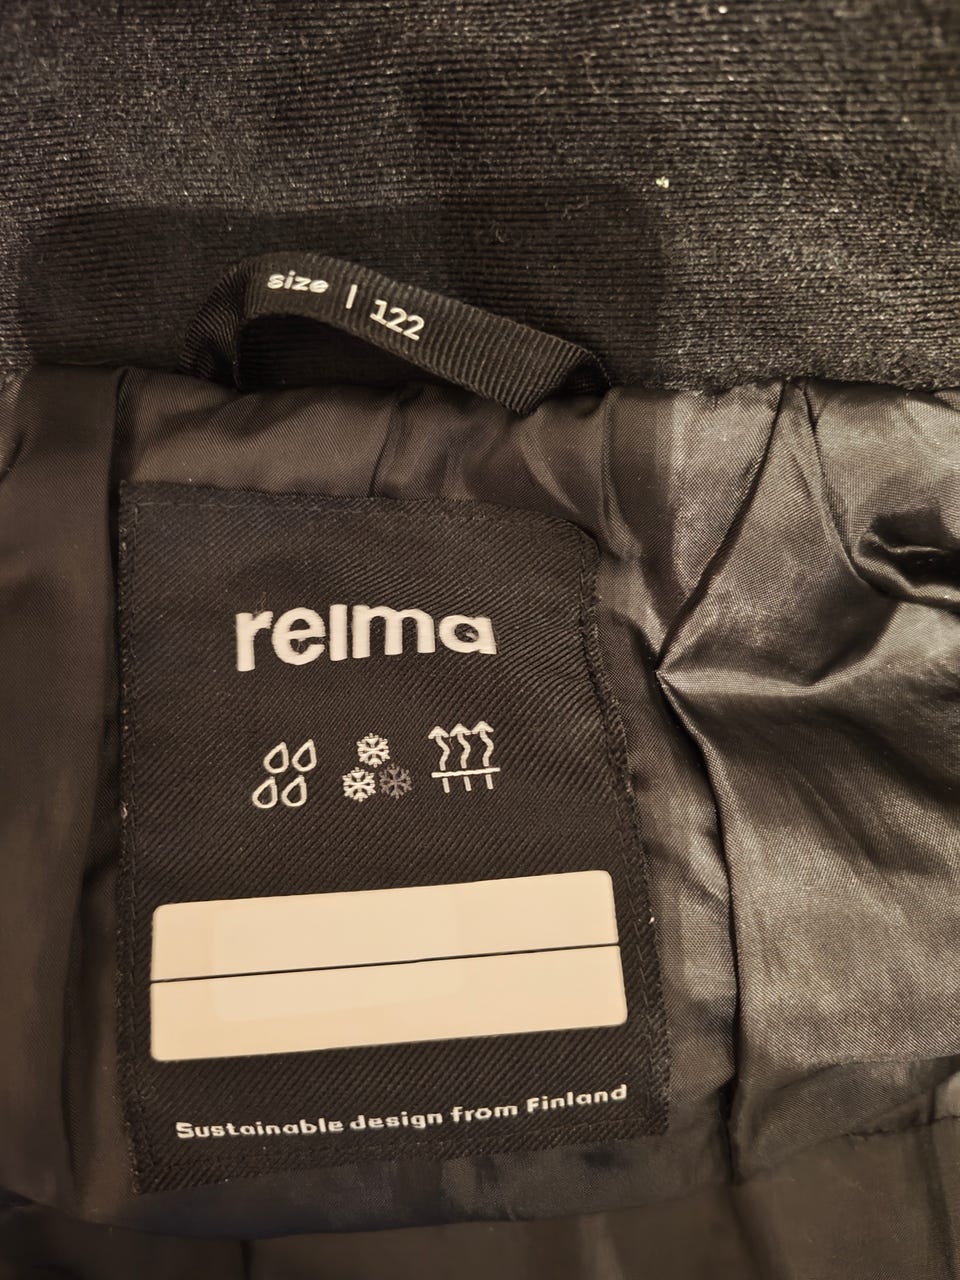 size | 122
reima
Sustainable design from Finland